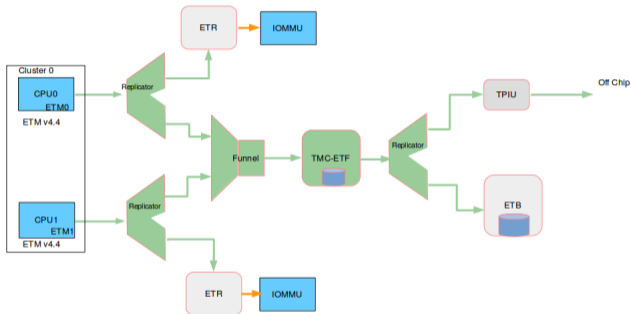 ETR
IOMMU
Cluster 0
CPU0
ETM0
ETM v4.4
Replicator
Funnel
TMC-ETF
Replicator
TPIU
Off Chip
ETB
CPU1
ETM1
ETM v4.4
Replicator
ETR
IOMMU